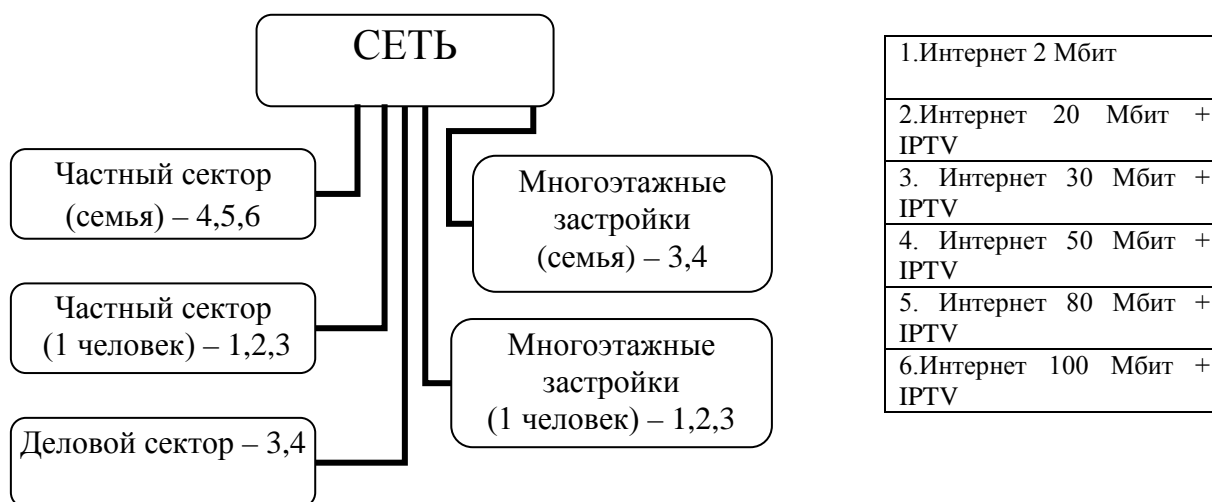 СЕТЬ
Частный сектор
(семья) – 4,5,6
Частный сектор
(1 человек) – 1,2,3
Деловой сектор – 3,4
Многоэтажные
застройки
(семья) – 3,4
Многоэтажные
застройки
(1 человек) – 1,2,3
1.Интернет 2 Мбит
2.Интернет 20 Мбит +
IPTV
3. Интернет 30 Мбит +
IPTV
4. Интернет 50 Мбит +
IPTV
5. Интернет 80 Мбит +
IPTV
6.Интернет 100 Мбит +
IPTV